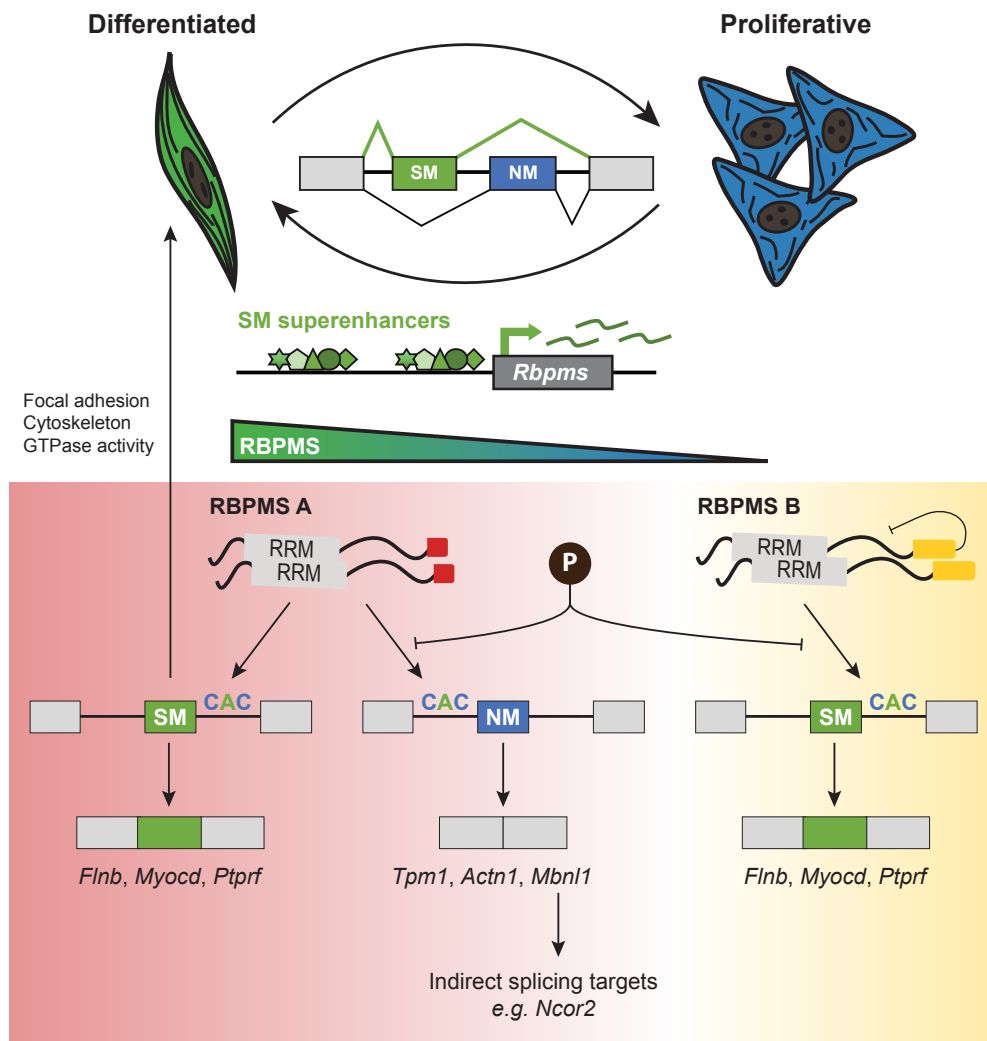 Differentiated
Proliferative
SM
NM
SM superenhancers
Rbpms
Focal adhesion
Cytoskeleton
GTPase activity
RBPMS
RBPMS A
RBPMS B
RRM
RRM
P
RRM
RRM
CAC
SM
CAC
NM
CAC
SM
Flnb, Myocd, Ptprf
Tpm1, Actn1, Mbnl1
Flnb, Myocd, Ptprf
Indirect splicing targets
e.g. Ncor2